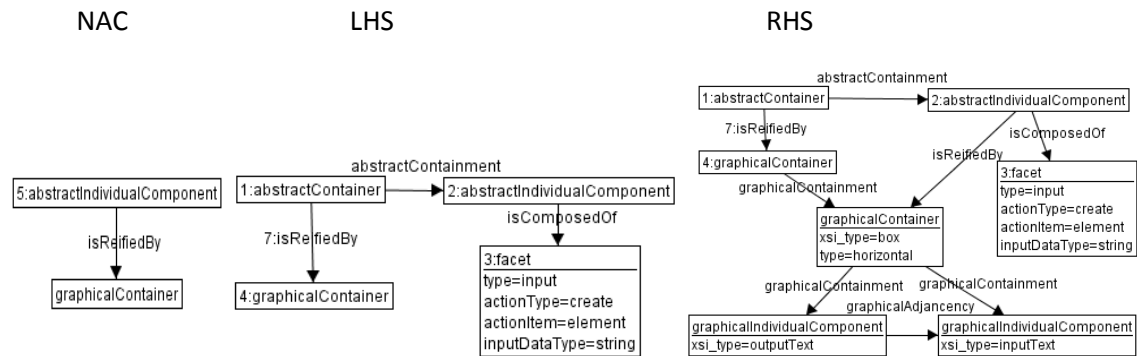 NAC
LHS
RHS
5:abstractIndividualComponent
isReifiedBy
graphicalContainer
abstractContainment
1:abstractContainer
2:abstractIndividualComponent
7:isReifiedBy
isComposedOf
4:graphicalContainer
3:facet
type=input
actionType=create
actionItem=element
inputDataType=string
abstractContainment
1:abstractContainer
2:abstractIndividualComponent
7:isReifiedBy
isComposedOf
isReifiedBy
4:graphicalContainer
graphicalContainment
3:facet
type=input
actionType=create
actionItem=element
inputDataType=string
graphicalContainer
xsi_type=box
type=horizontal
graphicalContainment
graphicalContainment
graphicalAdjancency
graphicalIndividualComponent
xsi_type=outputText
graphicalIndividualComponent
xsi_type=inputText